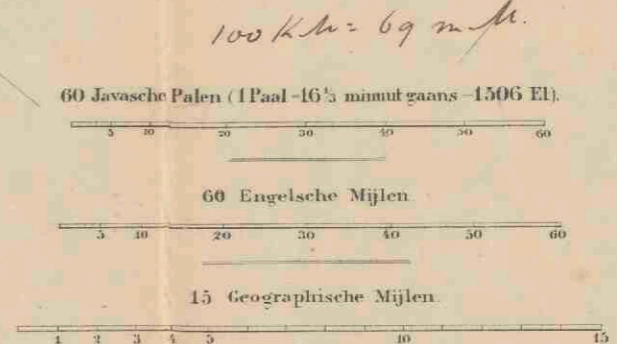 100 KM = 69 m M.
60 Javasche Palen (1 Paal = 16⅓ minuut gaans = 1506 El).
5 10 20 30 40 50 60
60 Engelsche Mijlen
5 10 20 30 40 50 60
15 Geographische Mijlen
1 2 3 4 5 10 15